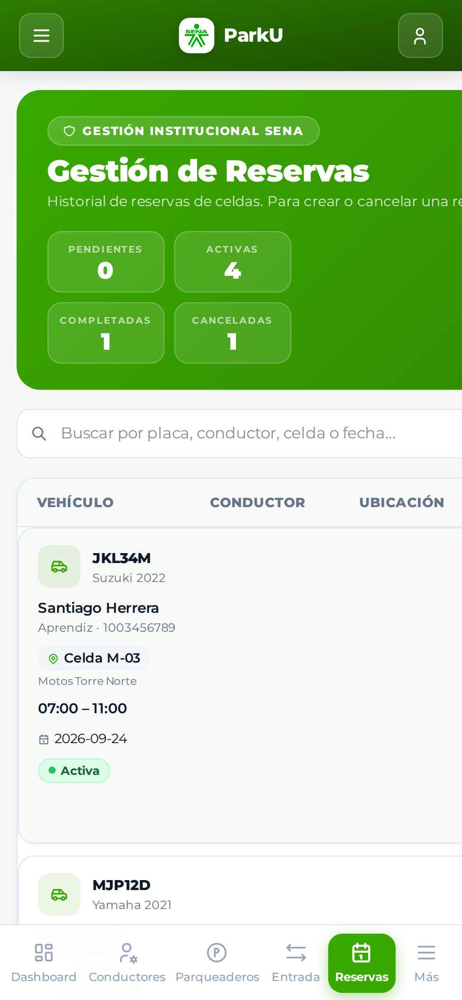 SENA
ParkU
GESTIÓN INSTITUCIONAL SENA
Gestión de Reservas
Historial de reservas de celdas. Para crear o cancelar una re
PENDIENTES
0
ACTIVAS
4
COMPLETADAS
1
CANCELADAS
1
Buscar por placa, conductor, celda o fecha...
VEHÍCULO CONDUCTOR UBICACIÓN
JKL34M
Suzuki 2022
Santiago Herrera
Aprendiz · 1003456789
Celda M-03
Motos Torre Norte
07:00 – 11:00
2026-09-24
Activa
MJP12D
Yamaha 2021
Julián Pérez
Celda M-02
Dashboard Conductores Parqueaderos Entrada Reservas Más